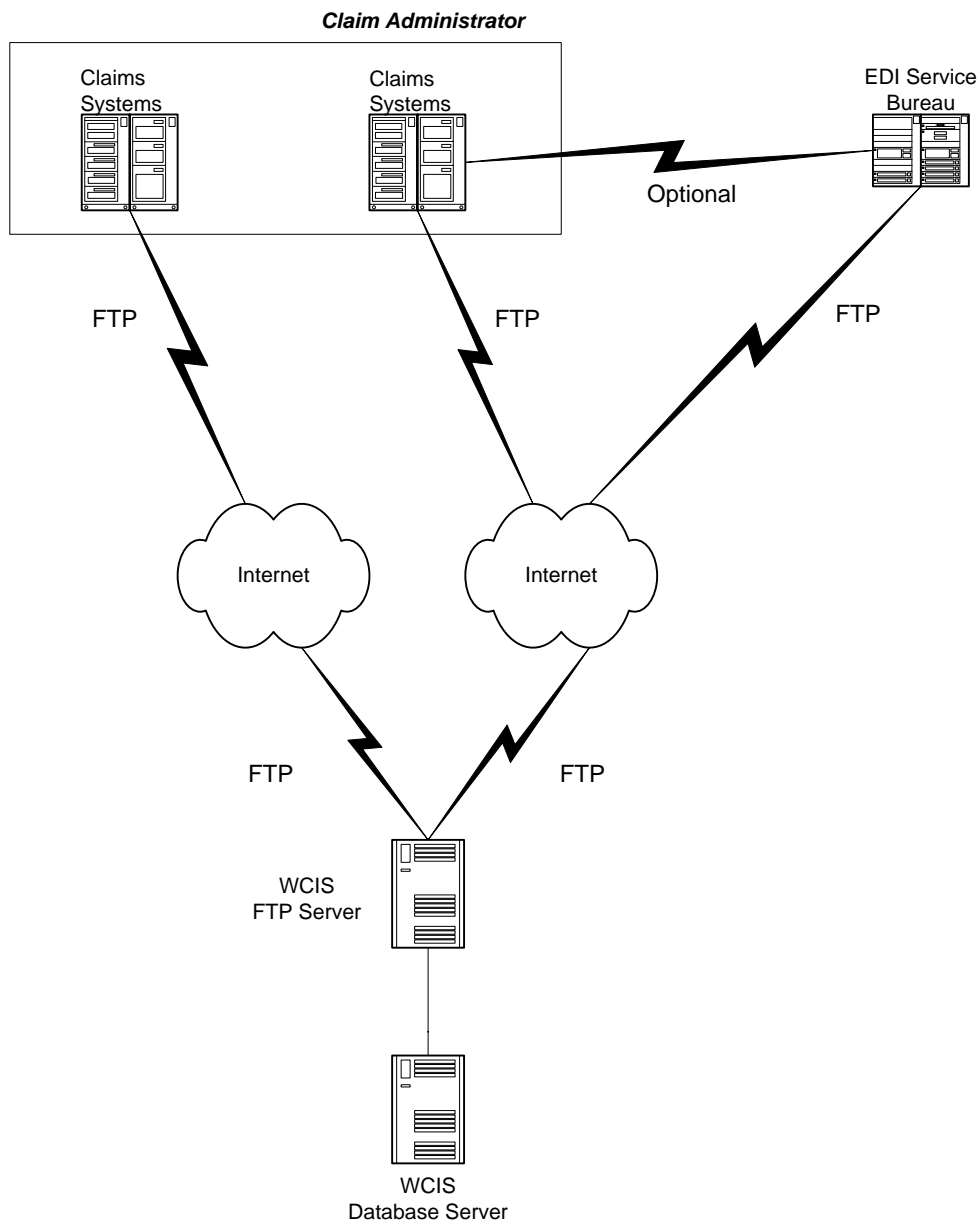 Claim Administrator
Claims
Systems
Claims
Systems
EDI Service
Bureau
Optional
FTP
FTP
FTP
Internet
Internet
FTP
FTP
WCIS
FTP Server
WCIS
Database Server